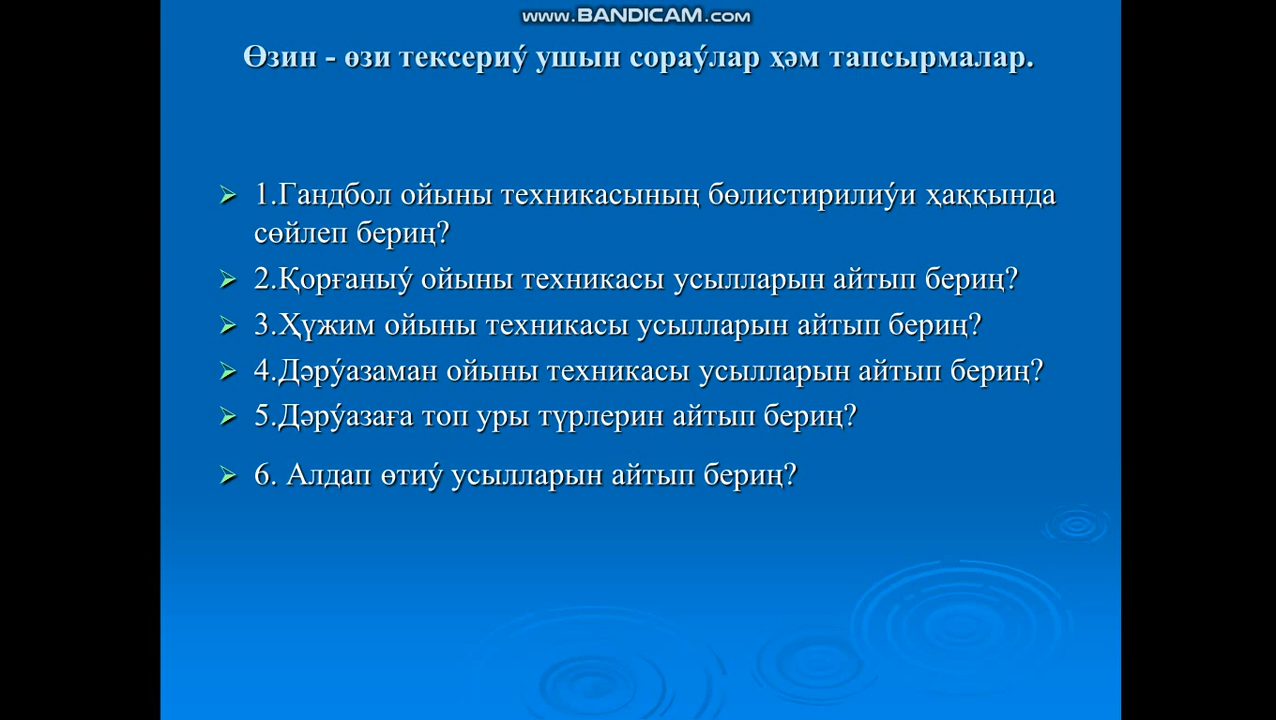 www.BANDICAM.com
Өзин - өзи тексериў ушын сораўлар ҳәм тапсырмалар.
➢ 1.Гандбол ойыны техникасының бөлистирилиўи ҳаққында
сөйлеп бериң?
➢ 2.Қорғаныў ойыны техникасы усылларын айтып бериң?
➢ 3.Ҳүжим ойыны техникасы усылларын айтып бериң?
➢ 4.Дәрўазаман ойыны техникасы усылларын айтып бериң?
➢ 5.Дәрўазаға топ уры түрлерин айтып бериң?
➢ 6. Алдап өтиў усылларын айтып бериң?